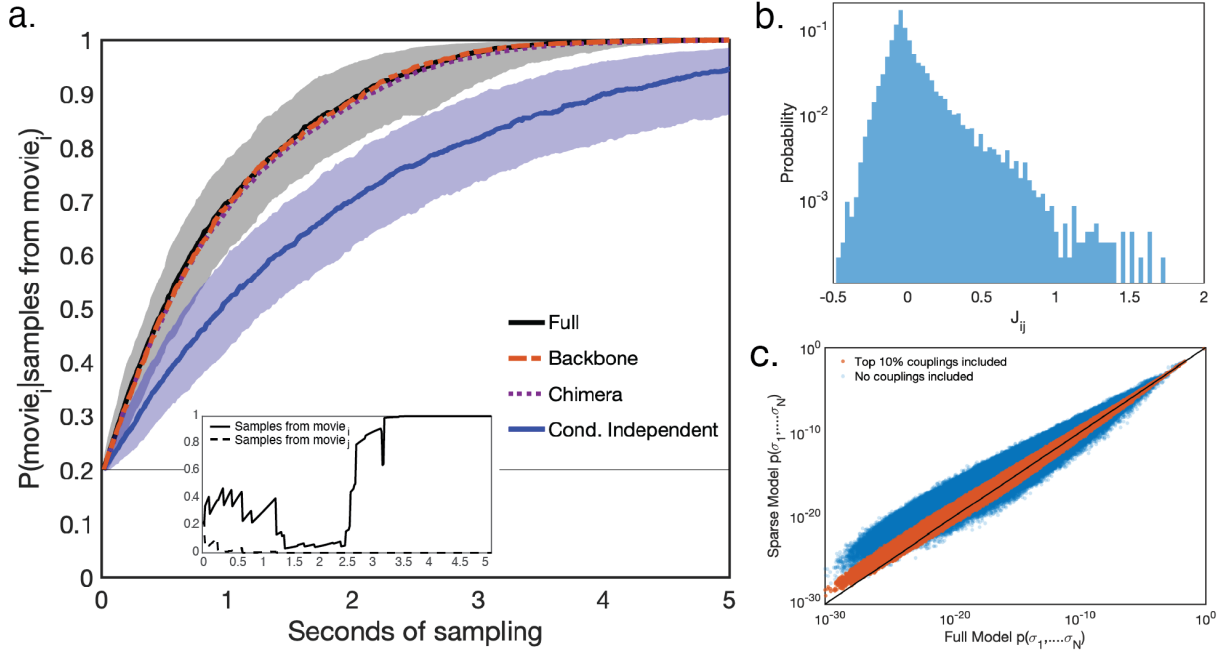 a.
P(movie_i|samples from movie_i)
1
0.9
0.8
0.7
0.6
0.5
0.4
0.3
0.2
0.1
0
Full
Backbone
Chimera
Cond. Independent
Samples from movie_i
Samples from movie_j
1
0.8
0.6
0.4
0.2
0
0 0.5 1 1.5 2 2.5 3 3.5 4 4.5 5
0 1 2 3 4 5
Seconds of sampling
b.
Probability
10^-1
10^-2
10^-3
-0.5 0 0.5 1 1.5 2
J_ij
c.
Sparse Model p(σ_1,....σ_N)
10^0
10^-10
10^-20
10^-30
Top 10% couplings included
No couplings included
10^-30 10^-20 10^-10 10^0
Full Model p(σ_1,....σ_N)